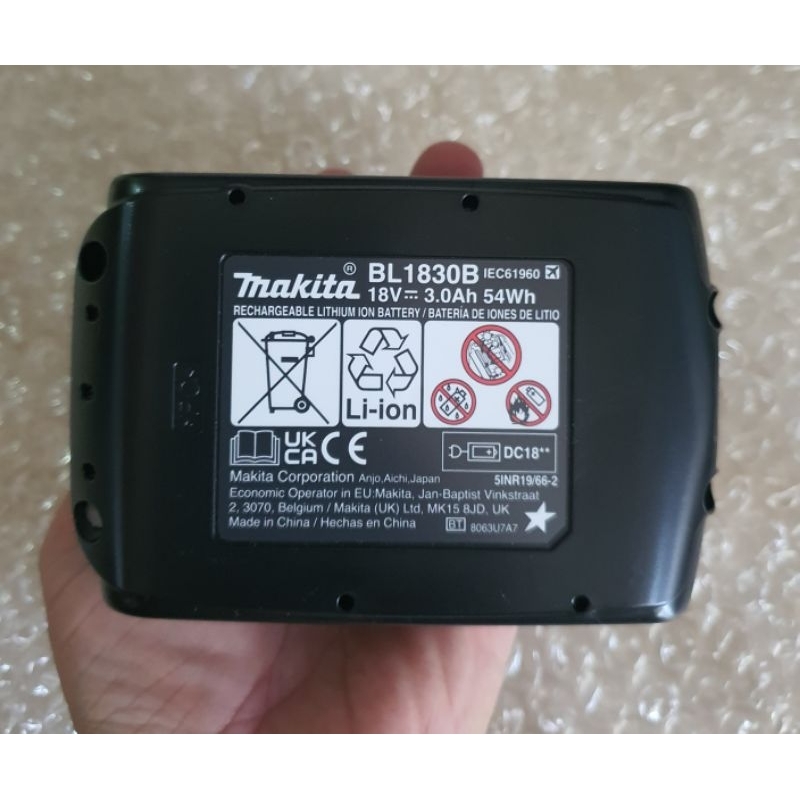 makita® BL1830B IEC61960
18V⎓ 3.0Ah 54Wh
RECHARGEABLE LITHIUM ION BATTERY / BATERÍA DE IONES DE LITIO
Li-ion
UK
CA CE
DC18**
Makita Corporation Anjo,Aichi,Japan 5INR19/66-2
Economic Operator in EU:Makita, Jan-Baptist Vinkstraat
2, 3070, Belgium / Makita (UK) Ltd, MK15 8JD, UK
Made in China / Hechas en China BT 8063U7A7